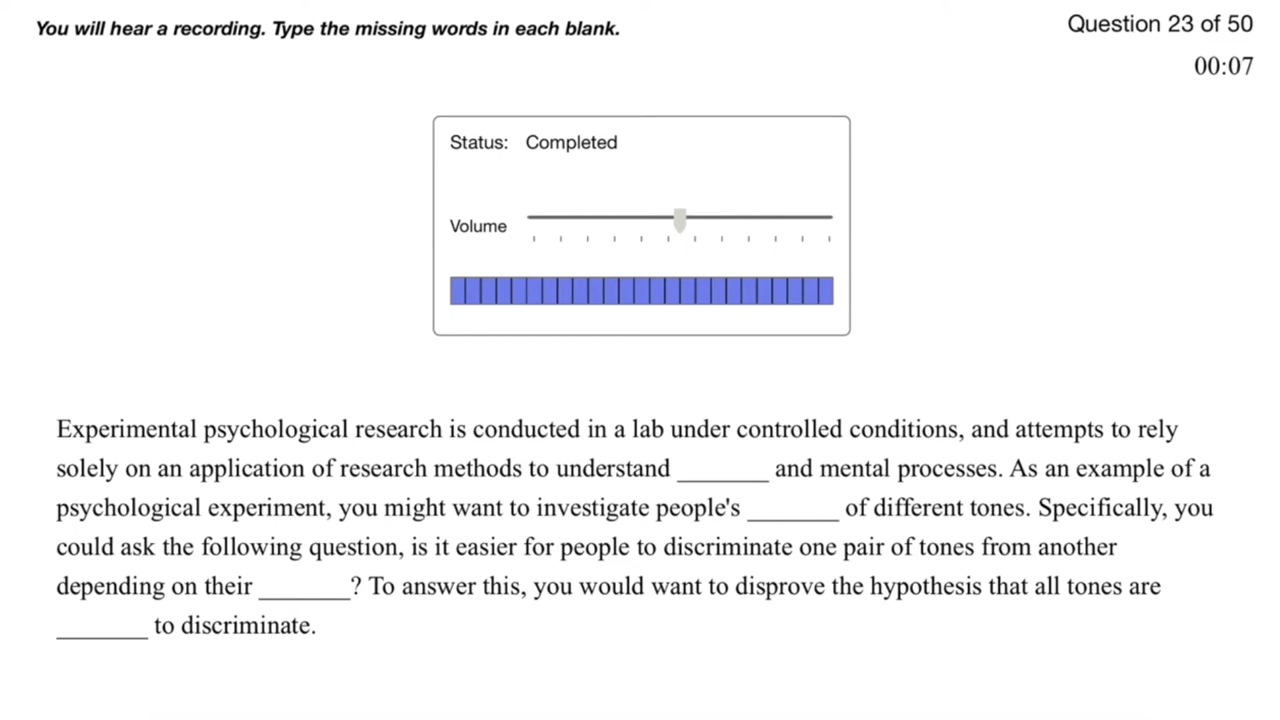 You will hear a recording. Type the missing words in each blank.
Question 23 of 50
00:07
Status: Completed
Volume
Experimental psychological research is conducted in a lab under controlled conditions, and attempts to rely
solely on an application of research methods to understand ________ and mental processes. As an example of a
psychological experiment, you might want to investigate people's ________ of different tones. Specifically, you
could ask the following question, is it easier for people to discriminate one pair of tones from another
depending on their ________? To answer this, you would want to disprove the hypothesis that all tones are
________ to discriminate.